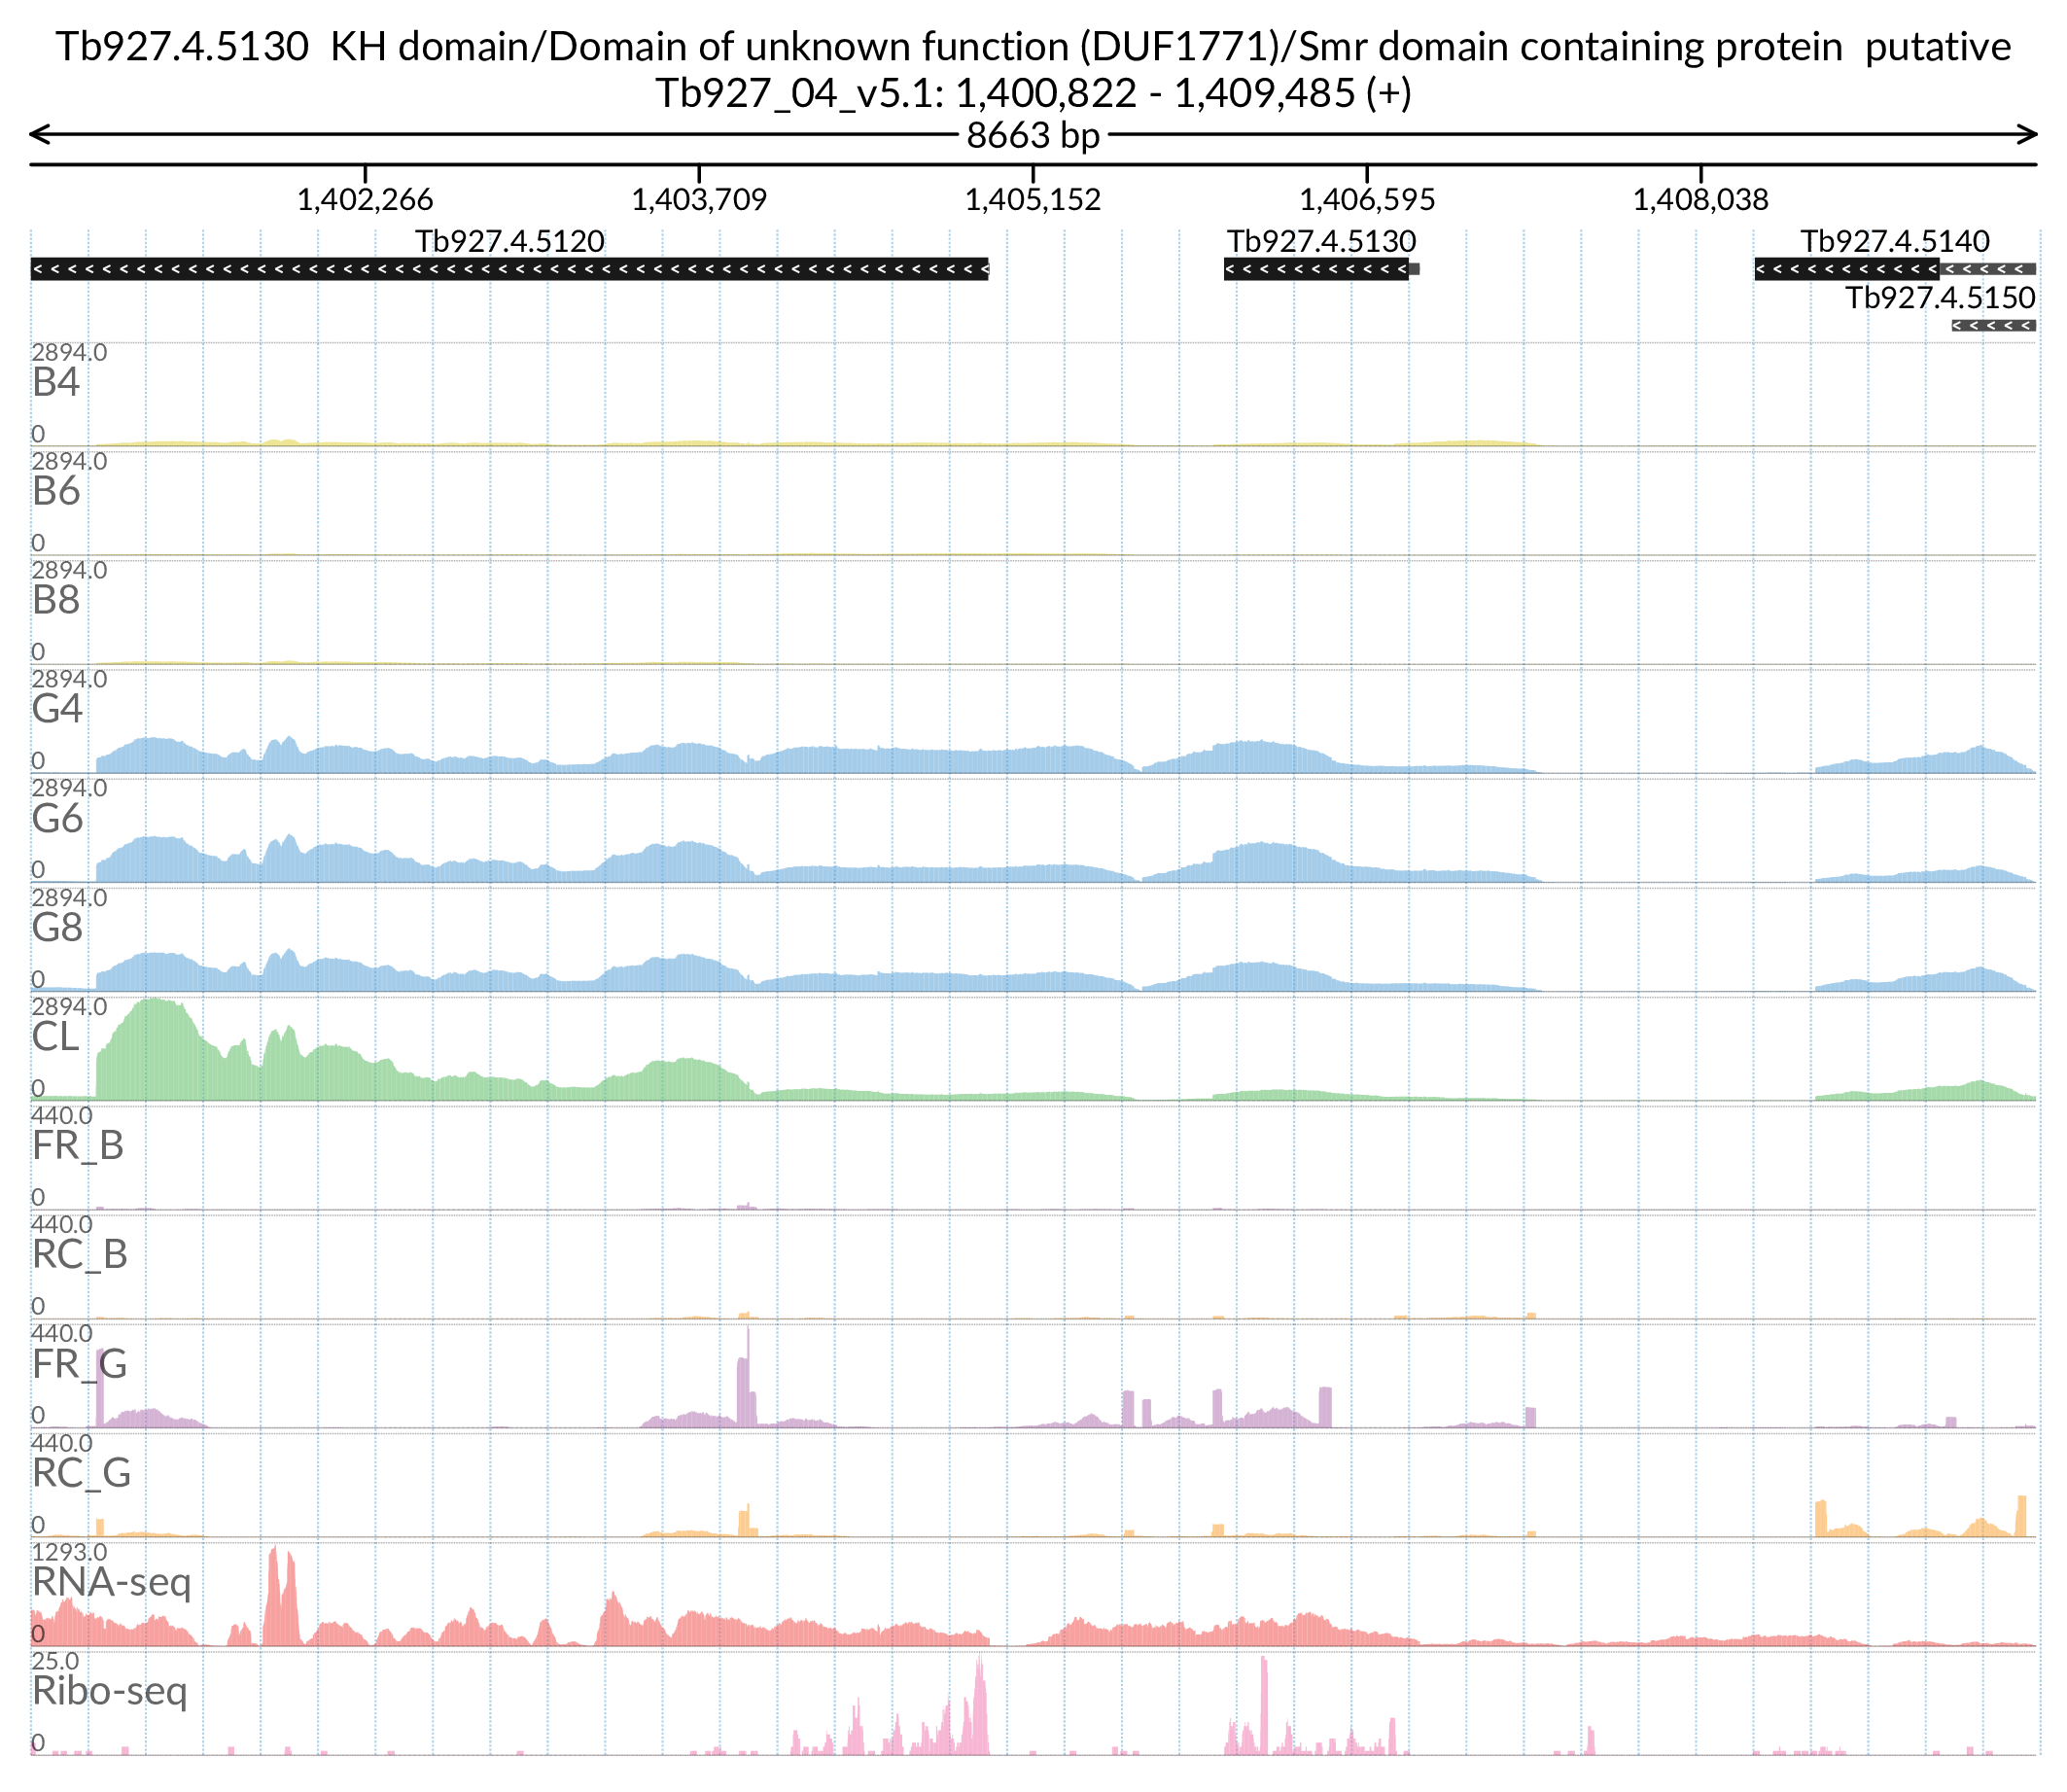 Tb927.4.5130  KH domain/Domain of unknown function (DUF1771)/Smr domain containing protein  putative
Tb927_04_v5.1: 1,400,822 - 1,409,485 (+)
8663 bp
1,402,266 1,403,709 1,405,152 1,406,595 1,408,038
Tb927.4.5120 Tb927.4.5130 Tb927.4.5140
Tb927.4.5150
2894.0
B4
0
2894.0
B6
0
2894.0
B8
0
2894.0
G4
0
2894.0
G6
0
2894.0
G8
0
2894.0
CL
0
440.0
FR_B
0
440.0
RC_B
0
440.0
FR_G
0
440.0
RC_G
0
1293.0
RNA-seq
0
25.0
Ribo-seq
0